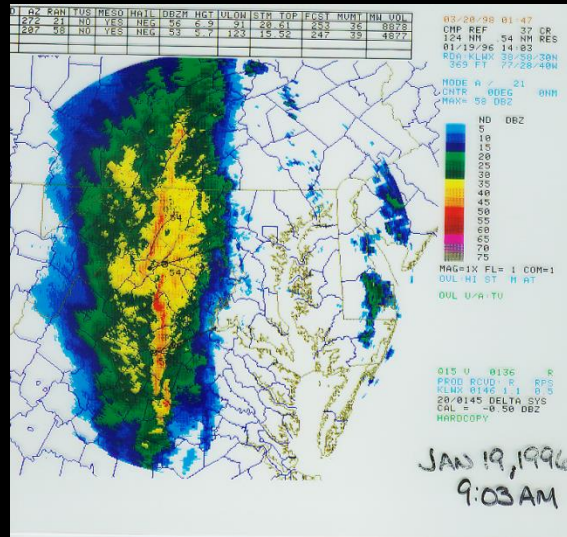 D AZ RAN TVS MESO HAIL DBZM HGT VLOW STM TOP FCST MVMT MW VOL
272 21 NO YES NEG 56 6.9 91 20.61 253 36 8878
207 58 NO YES NEG 53 5.7 123 15.52 247 39 4877
03/20/98 01:47
CMP REF 37 CR
124 NM .54 NM RES
01/19/96 14:03
RDA:KLWX 38/58/30N
369 FT 77/28/40W
MODE A / 21
CNTR 0DEG 0NM
MAX= 58 DBZ
ND DBZ
5
10
15
20
25
30
35
40
45
50
55
60
65
70
75
MAG=1X FL= 1 COM=1
OVL:HI ST M AT
OVL U/A:TV
Q15 U 0136 R
PROD RCVD: R RPS
KLWX 0146 1.1 0.5
20/0145 DELTA SYS
CAL = -0.50 DBZ
HARDCOPY
54
54
JAN 19, 1996
9:03 AM